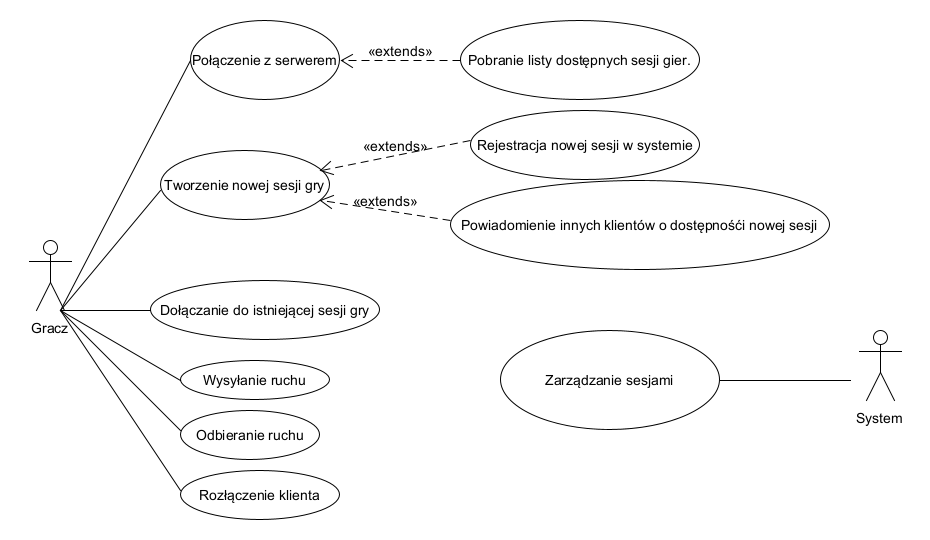 Połączenie z serwerem
«extends»
Pobranie listy dostępnych sesji gier.
«extends»
Rejestracja nowej sesji w systemie
Tworzenie nowej sesji gry
«extends»
Powiadomienie innych klientów o dostępnośći nowej sesji
Gracz
Dołączanie do istniejącej sesji gry
Wysyłanie ruchu
Zarządzanie sesjami
System
Odbieranie ruchu
Rozłączenie klienta